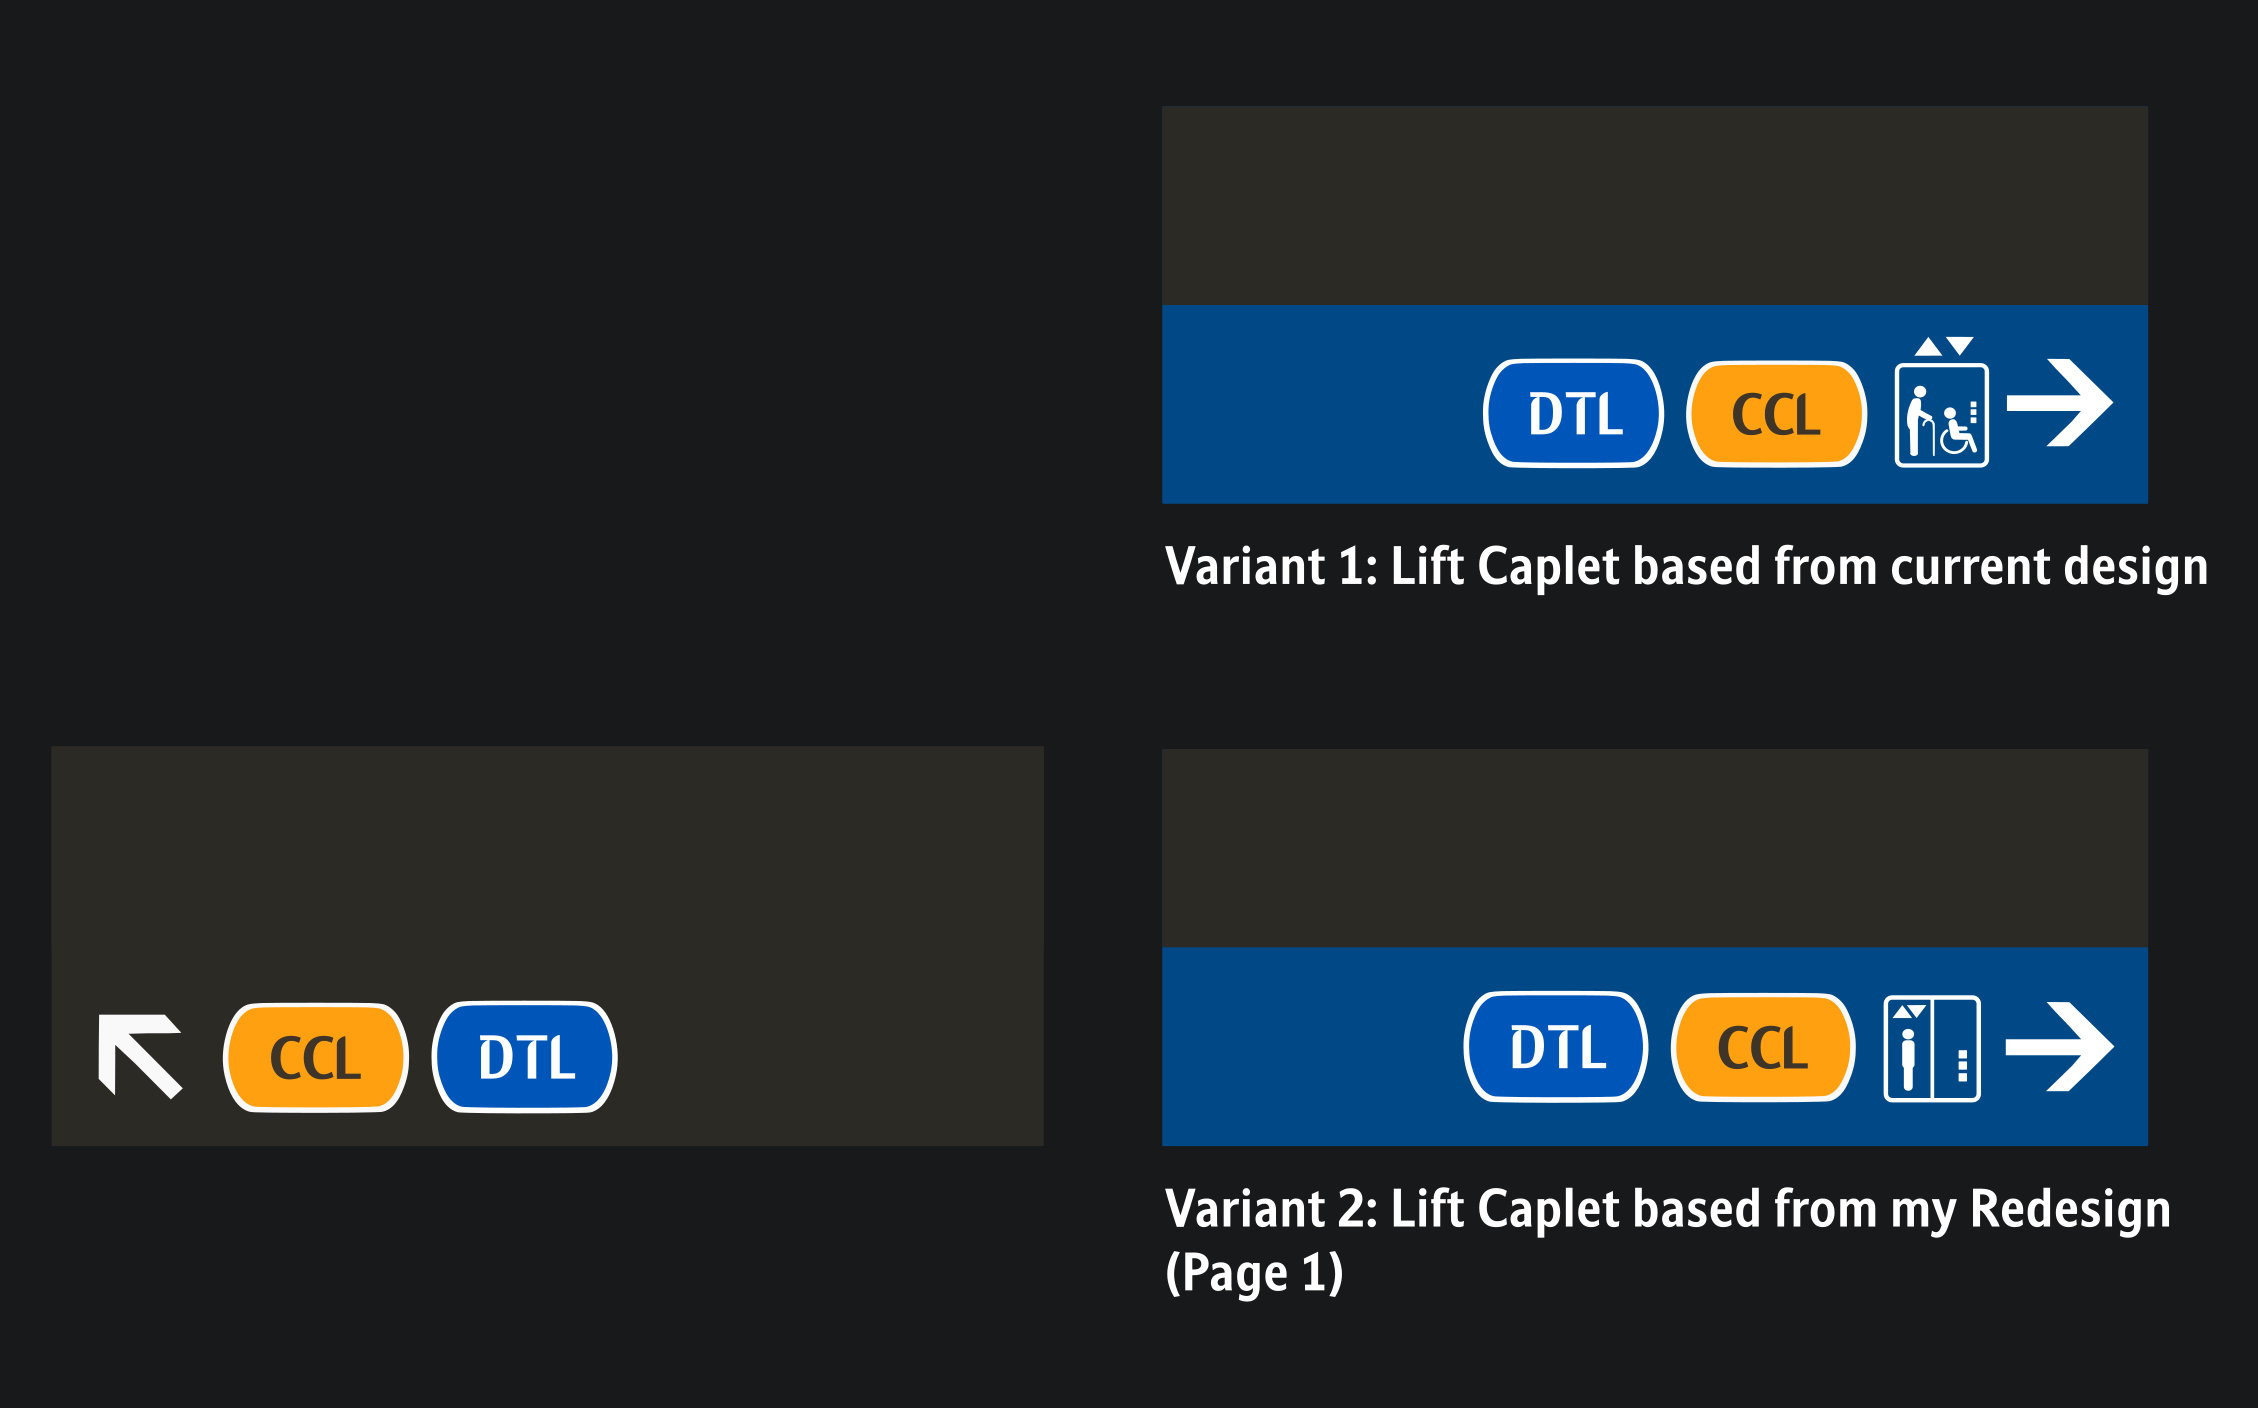 DTL CCL
Variant 1: Lift Caplet based from current design
CCL DTL
DTL CCL
Variant 2: Lift Caplet based from my Redesign
(Page 1)